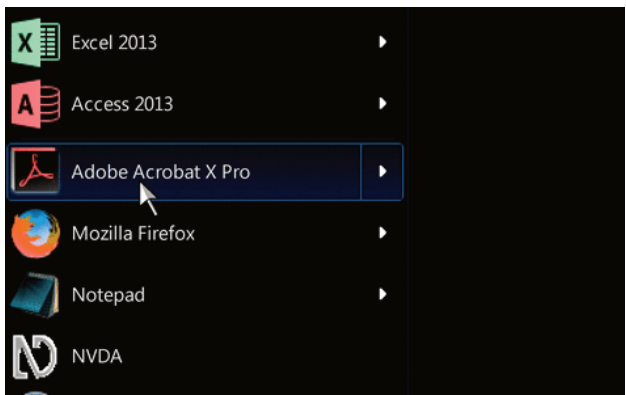 Excel 2013
Access 2013
Adobe Acrobat X Pro
Mozilla Firefox
Notepad
NVDA